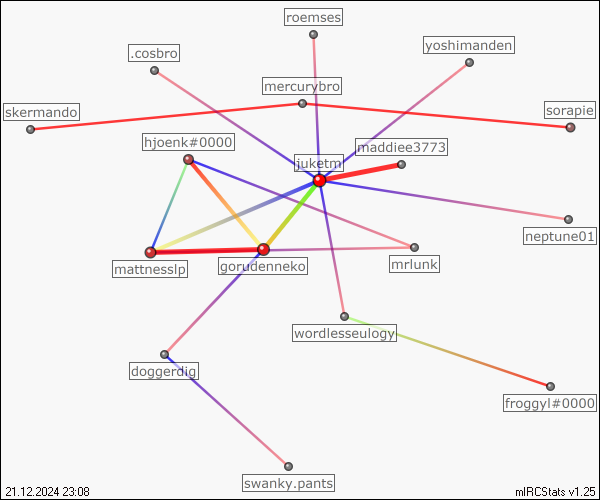 roemses
yoshimanden
.cosbro
mercurybro
skermando
sorapie
hjoenk#0000
maddiee3773
juketm
neptune01
mattnesslp
gorudenneko
mrlunk
wordlesseulogy
doggerdig
froggyl#0000
swanky.pants
21.12.2024 23:08
mIRCStats v1.25